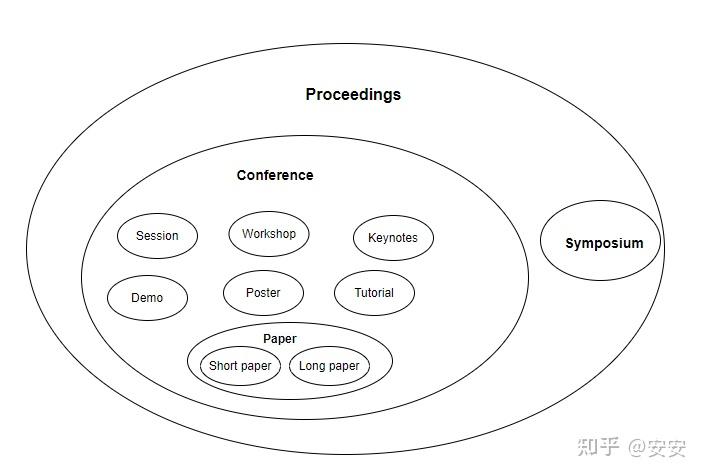 Proceedings
Conference
Session
Workshop
Keynotes
Symposium
Demo
Poster
Tutorial
Paper
Short paper
Long paper
知乎 @安安